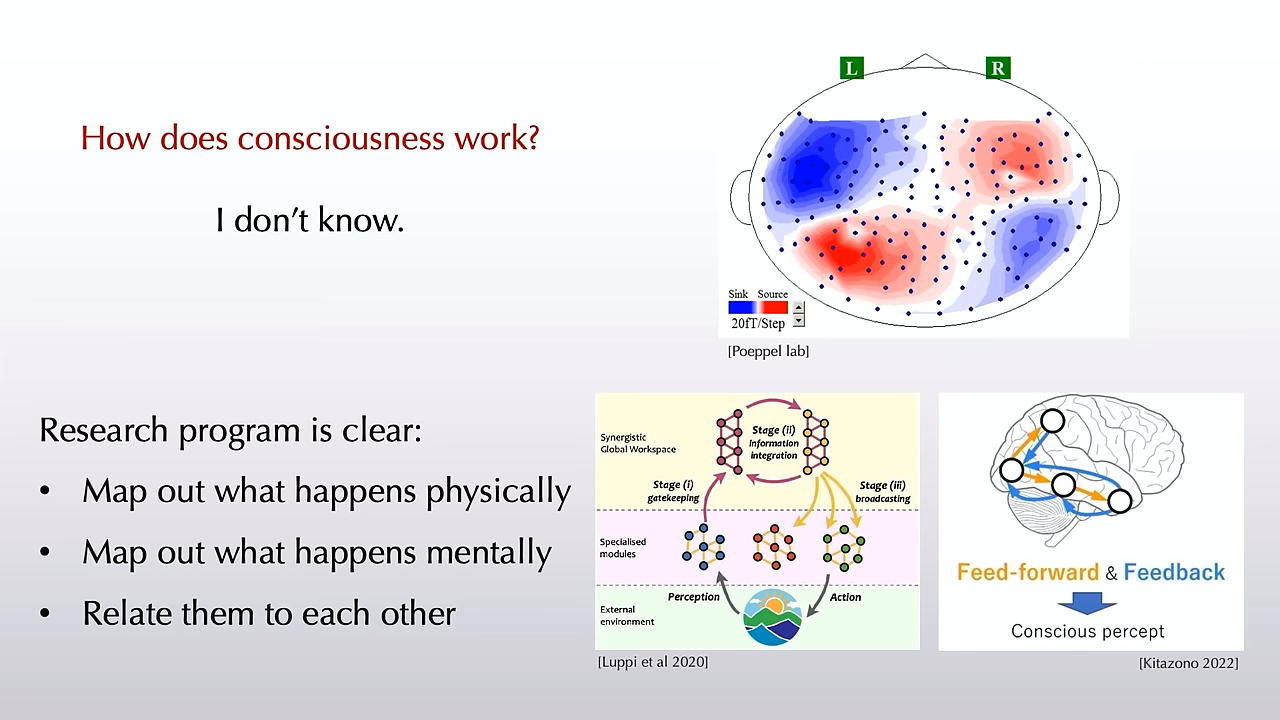 How does consciousness work?
I don't know.
L
R
Sink Source
20fT/Step
[Poeppel lab]
Research program is clear:
• Map out what happens physically
• Map out what happens mentally
• Relate them to each other
Synergistic
Global Workspace
Stage (ii)
information
integration
Stage (i)
gatekeeping
Stage (iii)
broadcasting
Specialised
modules
Perception
Action
External
environment
[Luppi et al 2020]
Feed-forward & Feedback
Conscious percept
[Kitazono 2022]